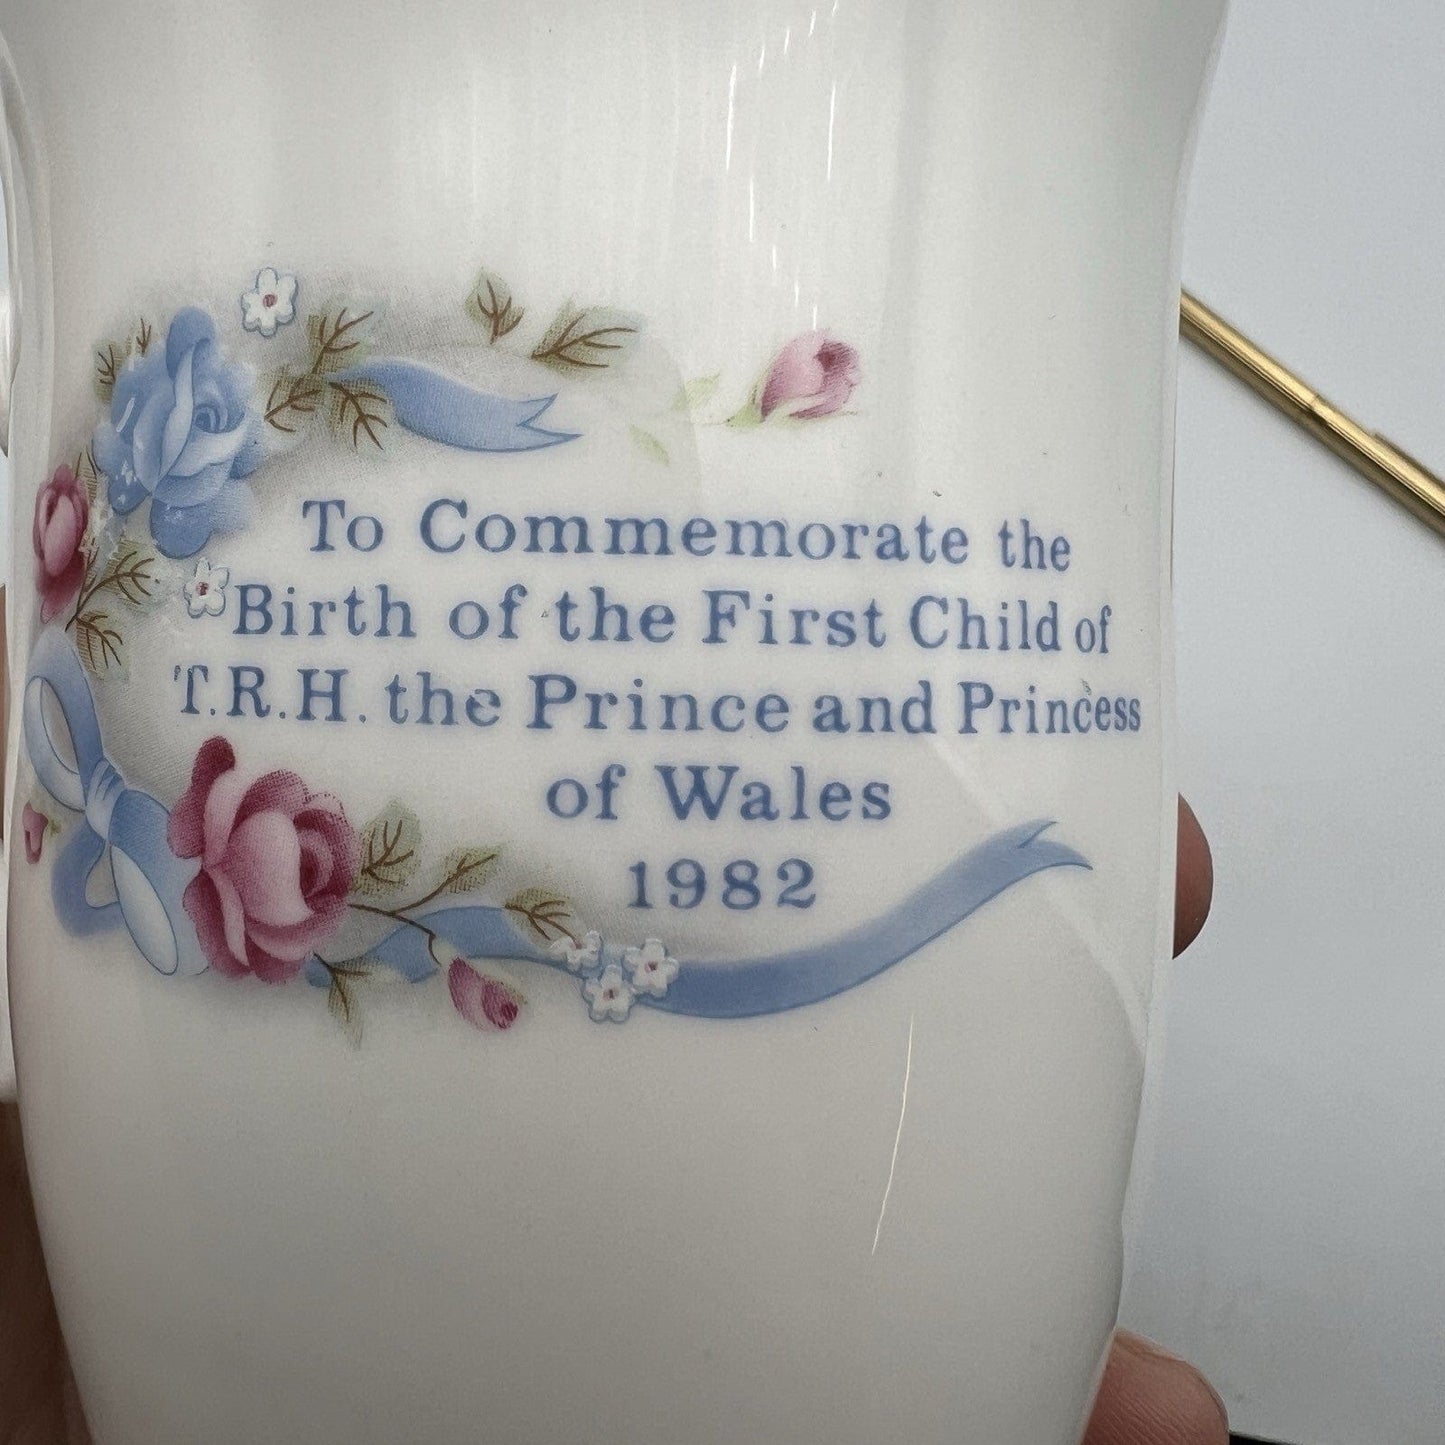 To Commemorate the
Birth of the First Child of
T.R.H. the Prince and Princess
of Wales
1982